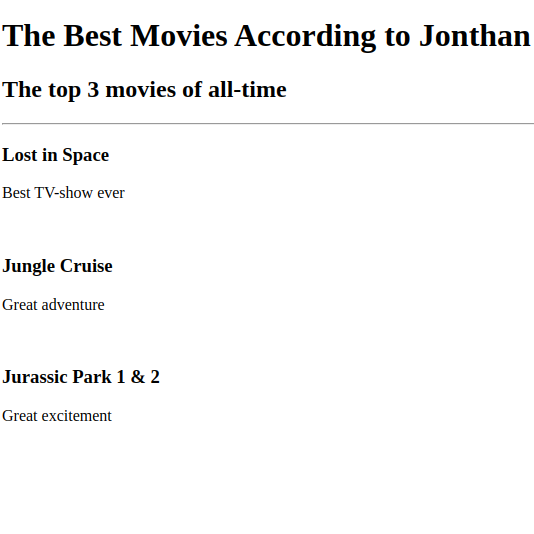 The Best Movies According to Jonthan
The top 3 movies of all-time
Lost in Space
Best TV-show ever
Jungle Cruise
Great adventure
Jurassic Park 1 & 2
Great excitement